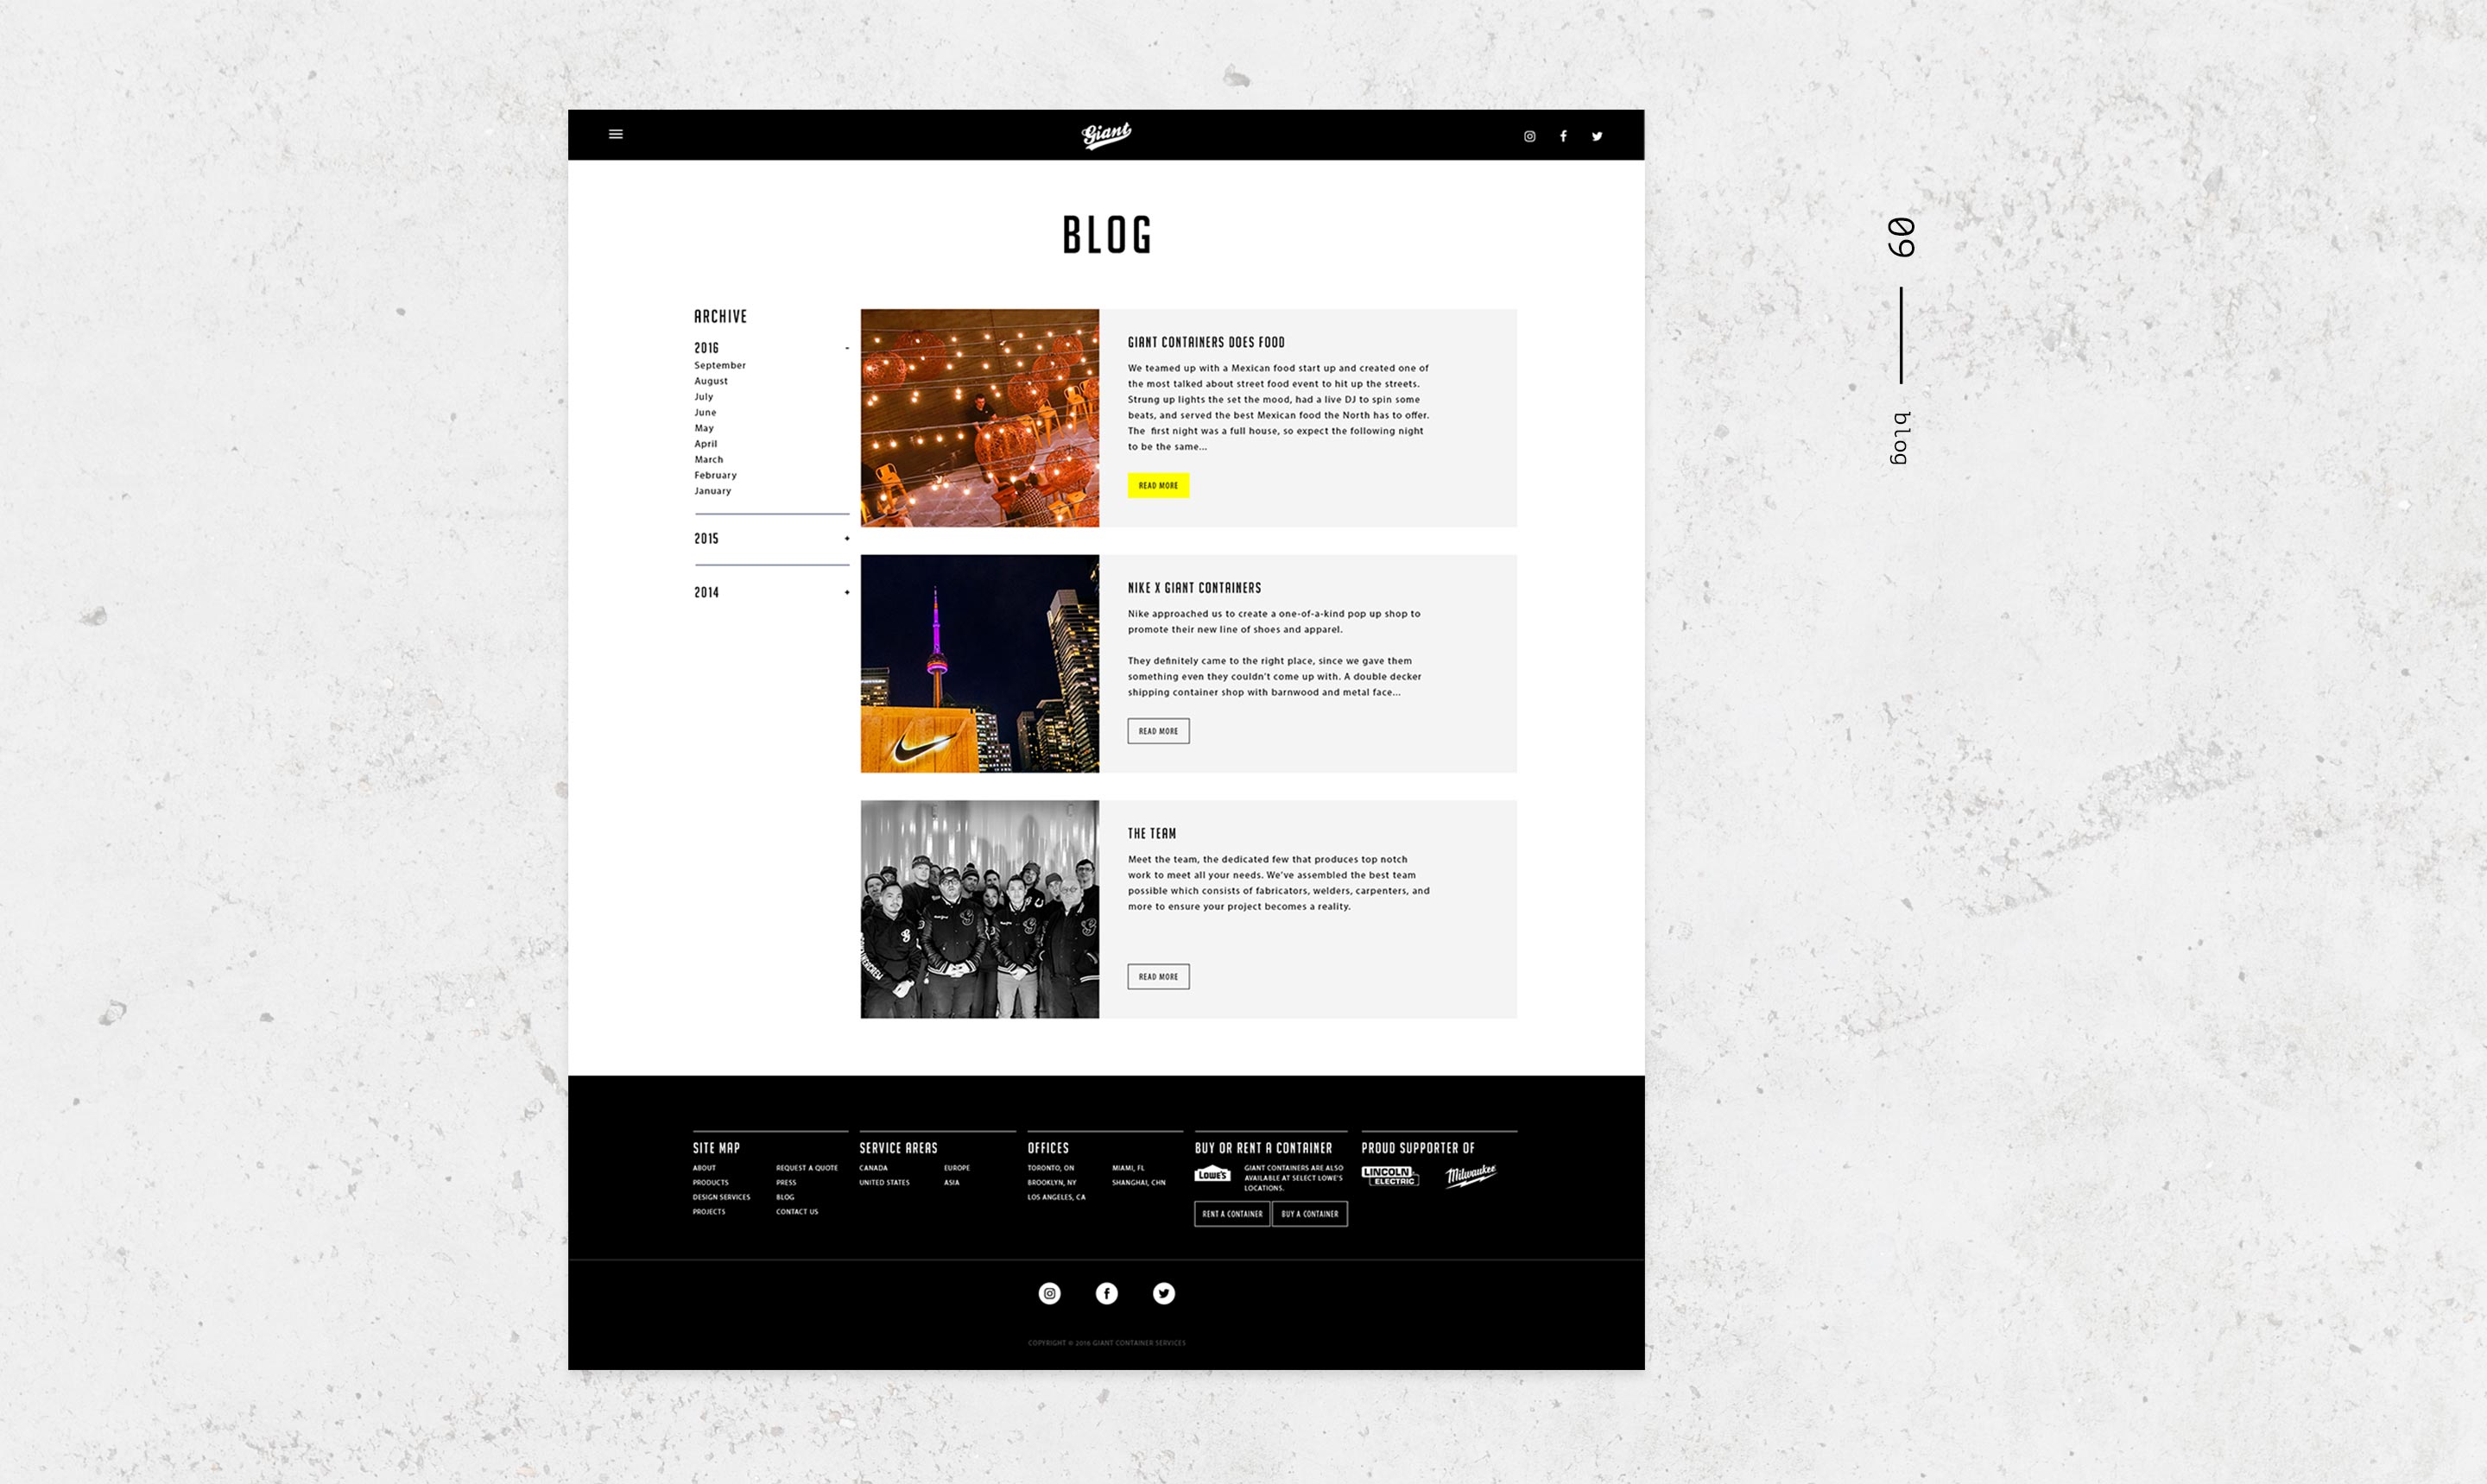 Giant
BLOG
ARCHIVE
2016 -
September
August
July
June
May
April
March
February
January
2015 +
2014 +
GIANT CONTAINERS DOES FOOD
We teamed up with a Mexican food start up and created one of
the most talked about street food event to hit up the streets.
Strung up lights the set the mood, had a live DJ to spin some
beats, and served the best Mexican food the North has to offer.
The first night was a full house, so expect the following night
to be the same...
READ MORE
NIKE X GIANT CONTAINERS
Nike approached us to create a one-of-a-kind pop up shop to
promote their new line of shoes and apparel.
They definitely came to the right place, since we gave them
something even they couldn't come up with. A double decker
shipping container shop with barnwood and metal face...
READ MORE
THE TEAM
Meet the team, the dedicated few that produces top notch
work to meet all your needs. We've assembled the best team
possible which consists of fabricators, welders, carpenters, and
more to ensure your project becomes a reality.
READ MORE
SITE MAP
ABOUT
PRODUCTS
DESIGN SERVICES
PROJECTS
REQUEST A QUOTE
PRESS
BLOG
CONTACT US
SERVICE AREAS
CANADA
UNITED STATES
EUROPE
ASIA
OFFICES
TORONTO, ON
BROOKLYN, NY
LOS ANGELES, CA
MIAMI, FL
SHANGHAI, CHN
BUY OR RENT A CONTAINER
LOWE'S
GIANT CONTAINERS ARE ALSO
AVAILABLE AT SELECT LOWE'S
LOCATIONS.
RENT A CONTAINER
BUY A CONTAINER
PROUD SUPPORTER OF
LINCOLN
ELECTRIC
Milwaukee
COPYRIGHT © 2016 GIANT CONTAINER SERVICES
09
blog